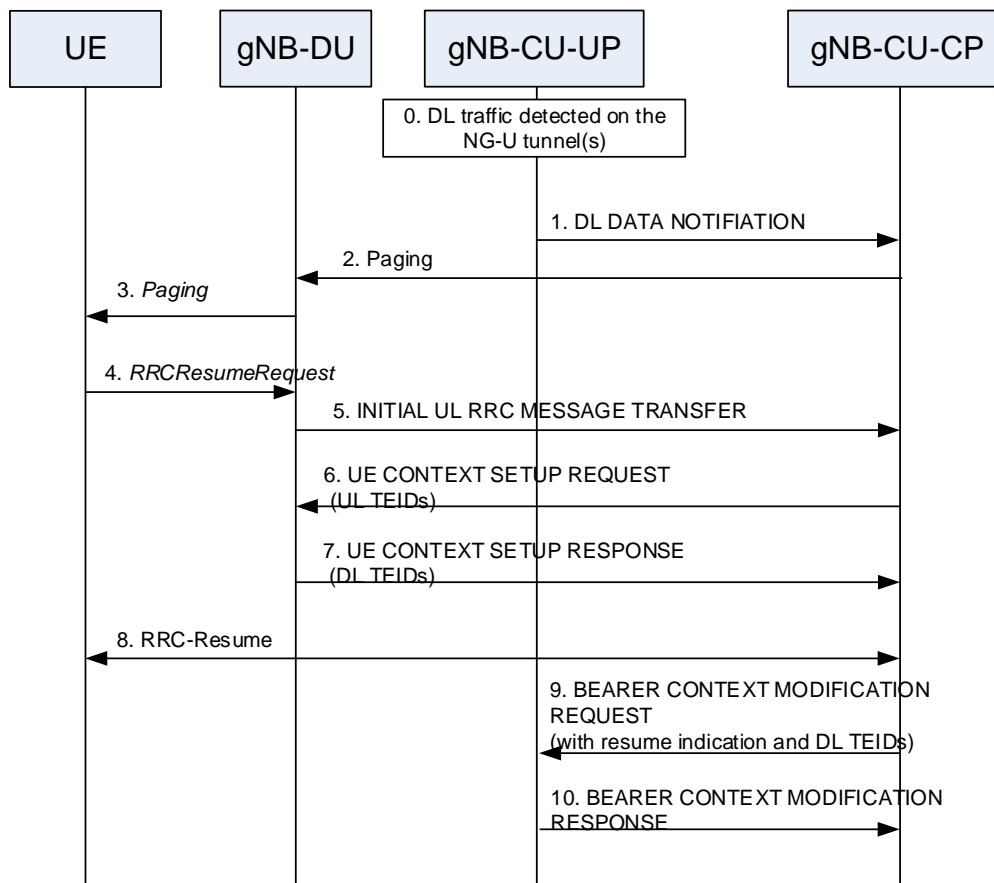 UE
gNB-DU
gNB-CU-UP
gNB-CU-CP
0. DL traffic detected on the
NG-U tunnel(s)
1. DL DATA NOTIFIATION
2. Paging
3. Paging
4. RRCResumeRequest
5. INITIAL UL RRC MESSAGE TRANSFER
6. UE CONTEXT SETUP REQUEST
(UL TEIDs)
7. UE CONTEXT SETUP RESPONSE
(DL TEIDs)
8. RRC-Resume
9. BEARER CONTEXT MODIFICATION
REQUEST
(with resume indication and DL TEIDs)
10. BEARER CONTEXT MODIFICATION
RESPONSE